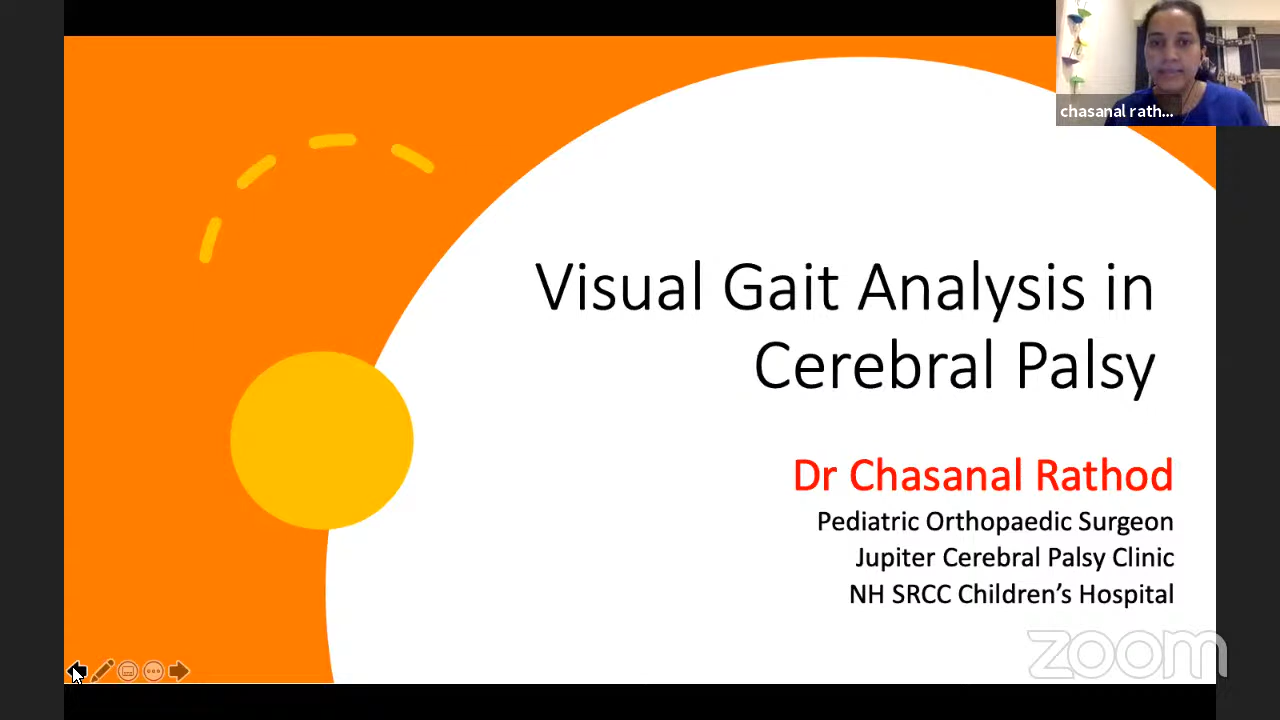 chasanal rath...
Visual Gait Analysis in
Cerebral Palsy
Dr Chasanal Rathod
Pediatric Orthopaedic Surgeon
Jupiter Cerebral Palsy Clinic
NH SRCC Children's Hospital
zoom